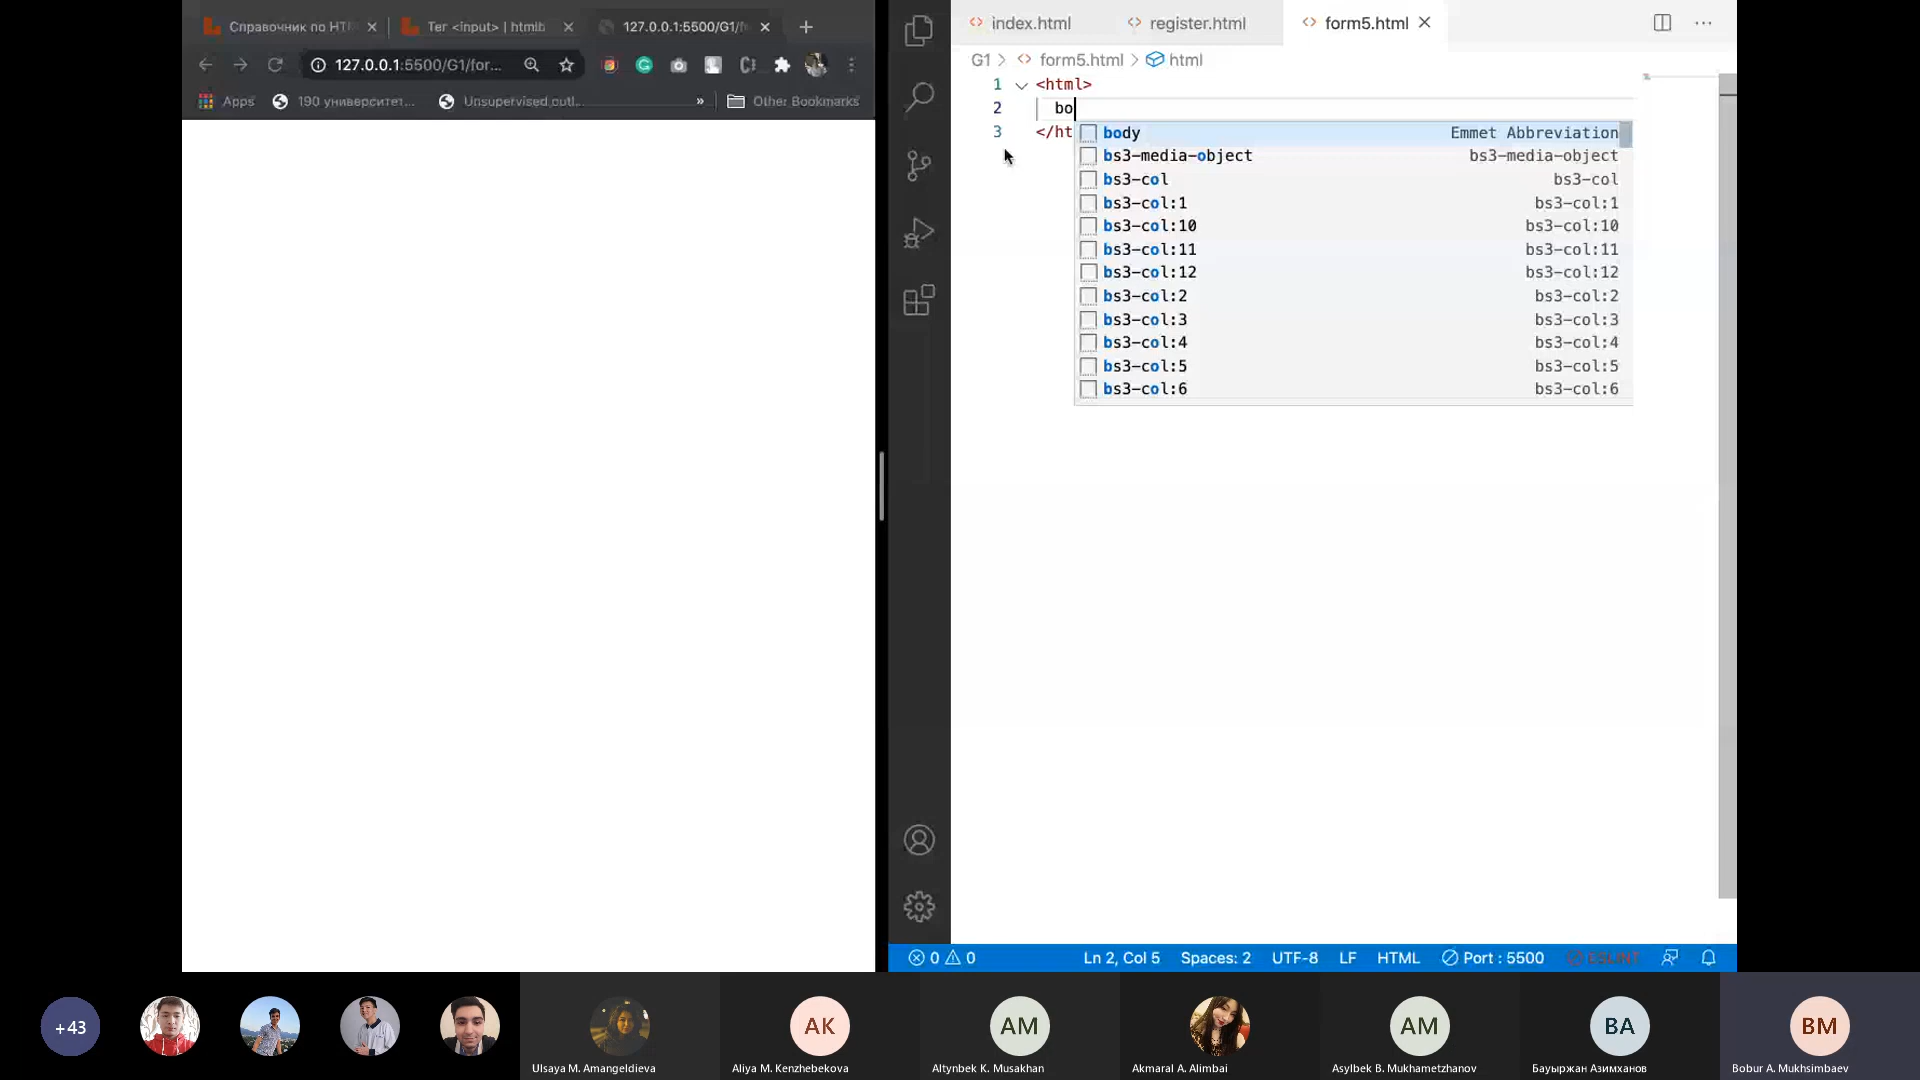 Справочник по HT
Тег <input> | htmlb
127.0.0.1:5500/G1/f
127.0.0.1:5500/G1/for...
Apps
190 университет...
Unsupervised outl...
»
Other Bookmarks
index.html
register.html
form5.html
G1 > form5.html > html
1 <html>
2 bo
3 </ht
body Emmet Abbreviation
bs3-media-object bs3-media-object
bs3-col bs3-col
bs3-col:1 bs3-col:1
bs3-col:10 bs3-col:10
bs3-col:11 bs3-col:11
bs3-col:12 bs3-col:12
bs3-col:2 bs3-col:2
bs3-col:3 bs3-col:3
bs3-col:4 bs3-col:4
bs3-col:5 bs3-col:5
bs3-col:6 bs3-col:6
0 0 Ln 2, Col 5 Spaces: 2 UTF-8 LF HTML Port : 5500 ESLINT
+43
AK
AM
AM
BA
BM
Ulsaya M. Amangeldieva
Aliya M. Kenzhebekova
Altynbek K. Musakhan
Akmaral A. Alimbai
Asylbek B. Mukhametzhanov
Бауыржан Азимханов
Bobur A. Mukhsimbaev